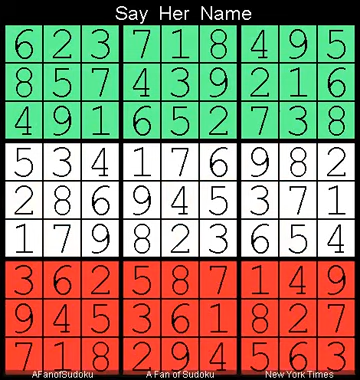 Say Her Name
6 2 3 7 1 8 4 9 5
8 5 7 4 3 9 2 1 6
4 9 1 6 5 2 7 3 8
5 3 4 1 7 6 9 8 2
2 8 6 9 4 5 3 7 1
1 7 9 8 2 3 6 5 4
3 6 2 5 8 7 1 4 9
9 4 5 3 6 1 8 2 7
7 1 8 2 9 4 5 6 3
AFanofSudoku A Fan of Sudoku New York Times